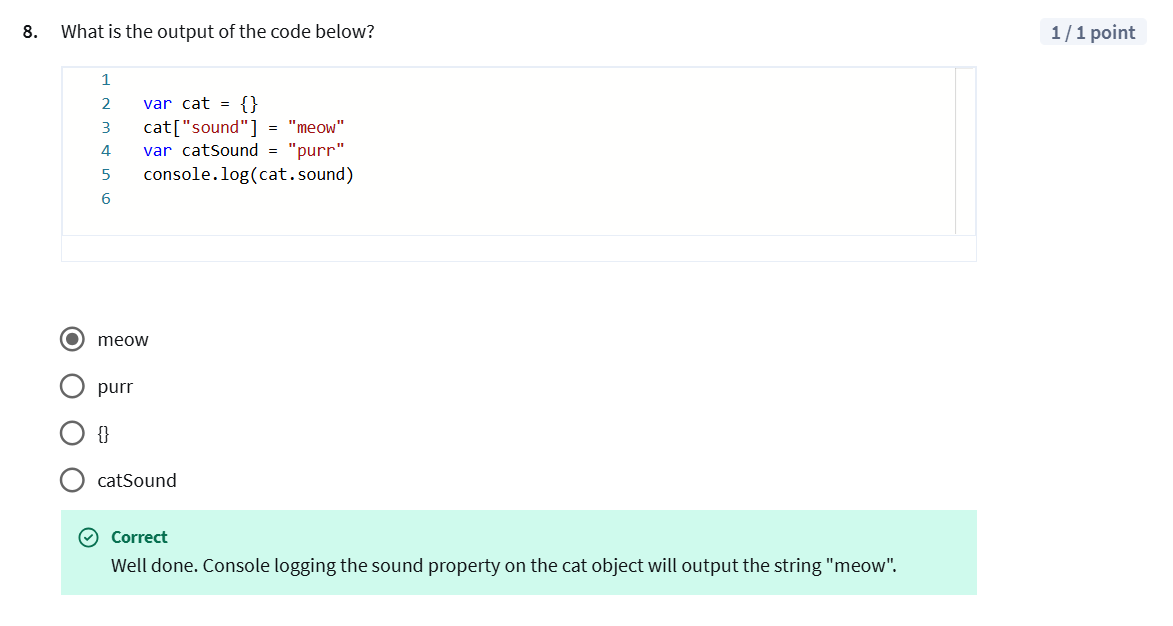 8. What is the output of the code below?
1 / 1 point
1
2 var cat = {}
3 cat["sound"] = "meow"
4 var catSound = "purr"
5 console.log(cat.sound)
6
meow
purr
{}
catSound
Correct
Well done. Console logging the sound property on the cat object will output the string "meow".